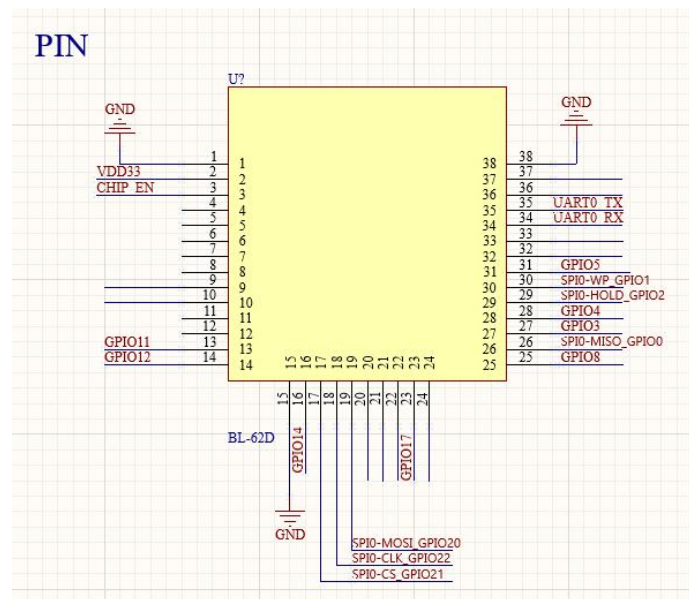 PIN
U?
GND
GND
1 1
38 38
VDD33 2 2
37 37
CHIP_EN 3 3
36 36
4 4
35 35 UART0_TX
5 5
34 34 UART0_RX
6 6
33 33
7 7
32 32
8 8
31 31 GPIO5
9 9
30 30 SPI0-WP_GPIO1
10 10
29 29 SPI0-HOLD_GPIO2
11 11
28 28 GPIO4
12 12
27 27 GPIO3
GPIO11 13 13
26 26 SPI0-MISO_GPIO0
GPIO12 14 14
25 25 GPIO8
15 16 17 18 19 20 21 22 23 24
15 16 17 18 19 20 21 22 23 24
BL-62D
GPIO14
GPIO17
GND
SPI0-MOSI_GPIO20
SPI0-CLK_GPIO22
SPI0-CS_GPIO21